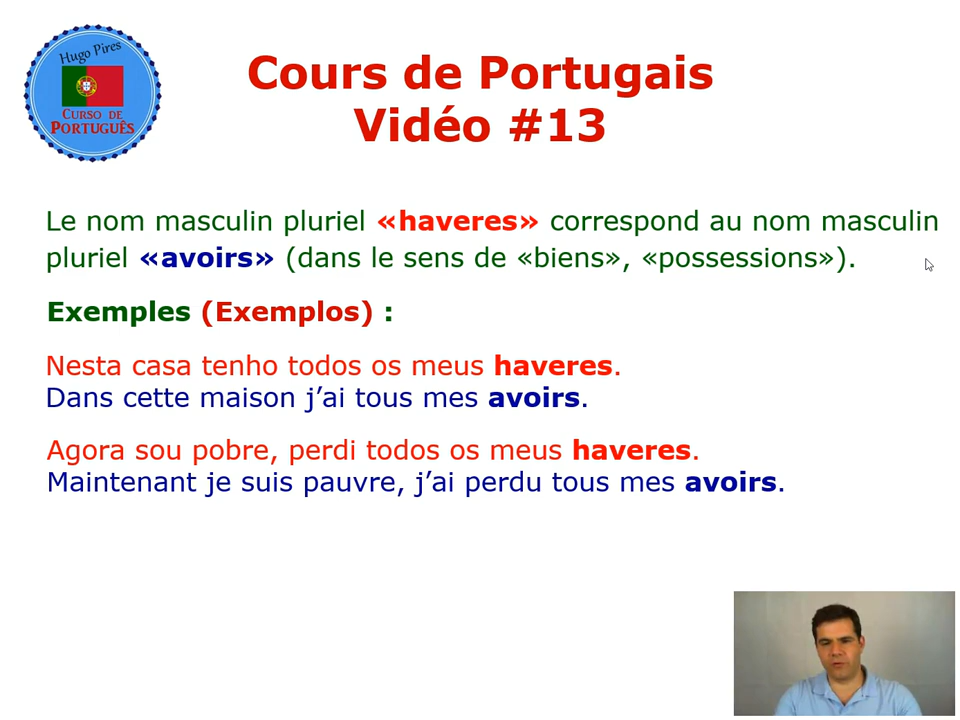 Hugo Pires
CURSO DE
PORTUGUÊS
Cours de Portugais
Vidéo #13
Le nom masculin pluriel «haveres» correspond au nom masculin
pluriel «avoirs» (dans le sens de «biens», «possessions»).
Exemples (Exemplos) :
Nesta casa tenho todos os meus haveres.
Dans cette maison j’ai tous mes avoirs.
Agora sou pobre, perdi todos os meus haveres.
Maintenant je suis pauvre, j’ai perdu tous mes avoirs.